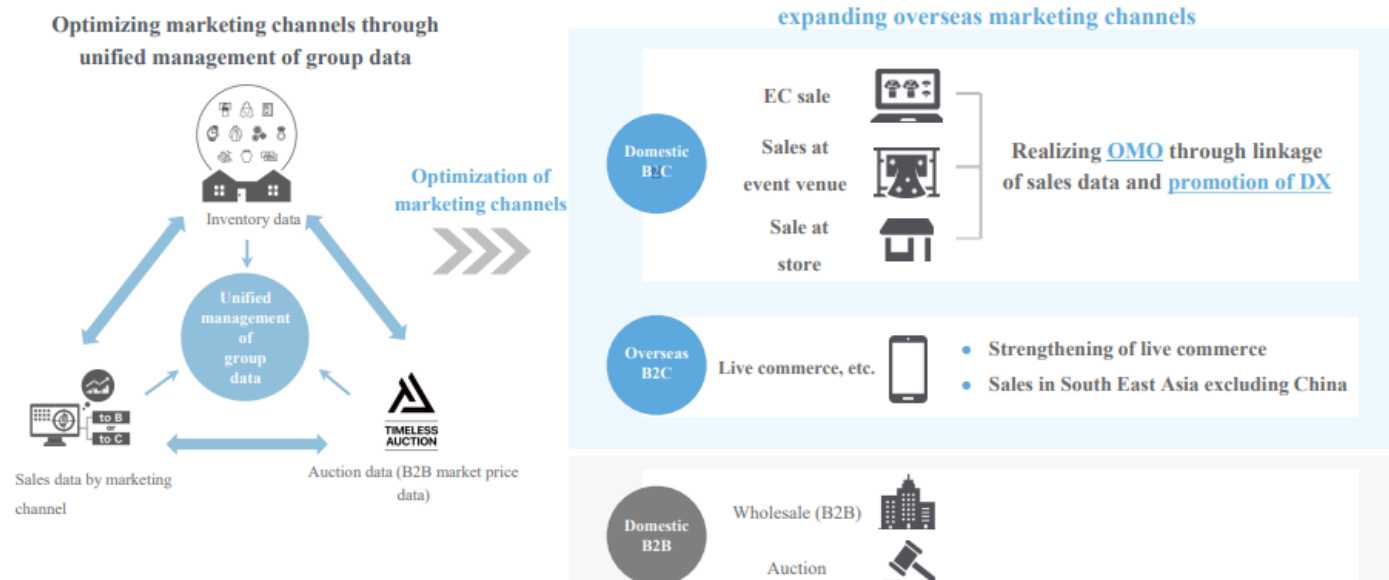 Optimizing marketing channels through
unified management of group data
Inventory data
Unified
management
of
group
data
to B
or
to C
Sales data by marketing
channel
TIMELESS
AUCTION
Auction data (B2B market price
data)
Optimization of
marketing channels
expanding overseas marketing channels
Domestic
B2C
EC sale
Sales at
event venue
Sale at
store
Realizing OMO through linkage
of sales data and promotion of DX
Overseas
B2C
Live commerce, etc.
• Strengthening of live commerce
• Sales in South East Asia excluding China
Domestic
B2B
Wholesale (B2B)
Auction